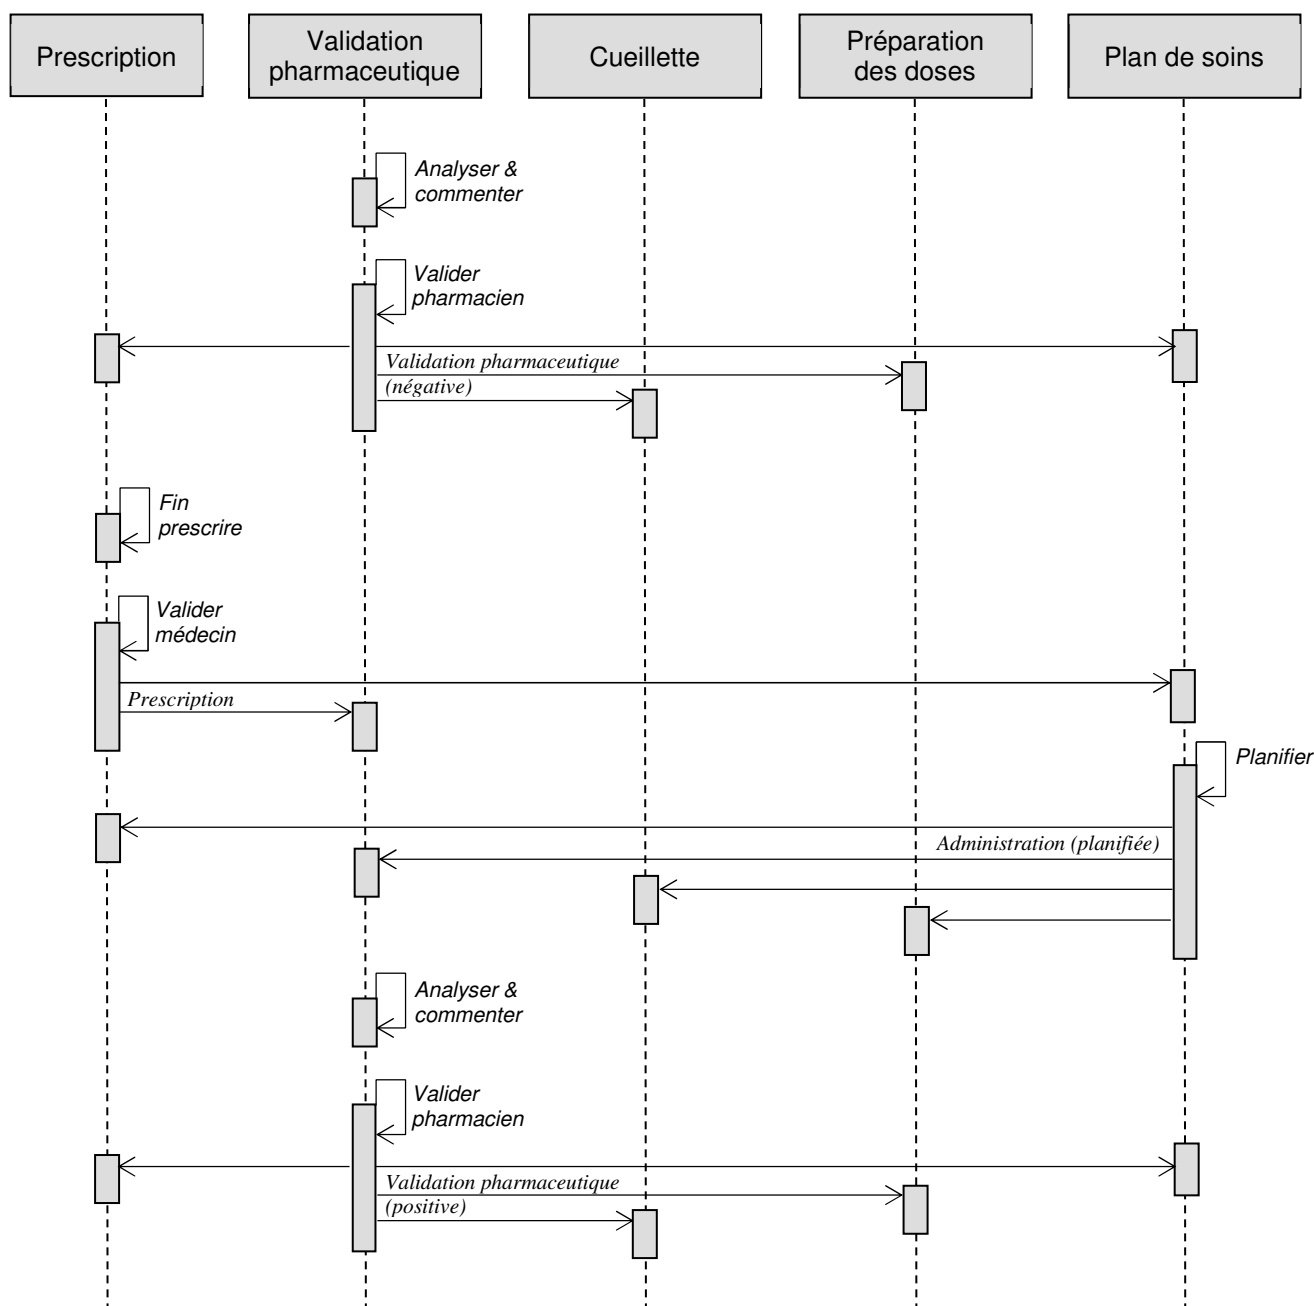 Prescription
Validation
pharmaceutique
Cueillette
Préparation
des doses
Plan de soins
Analyser &
commenter
Valider
pharmacien
Validation pharmaceutique
(négative)
Fin
prescrire
Valider
médecin
Prescription
Planifier
Administration (planifiée)
Analyser &
commenter
Valider
pharmacien
Validation pharmaceutique
(positive)